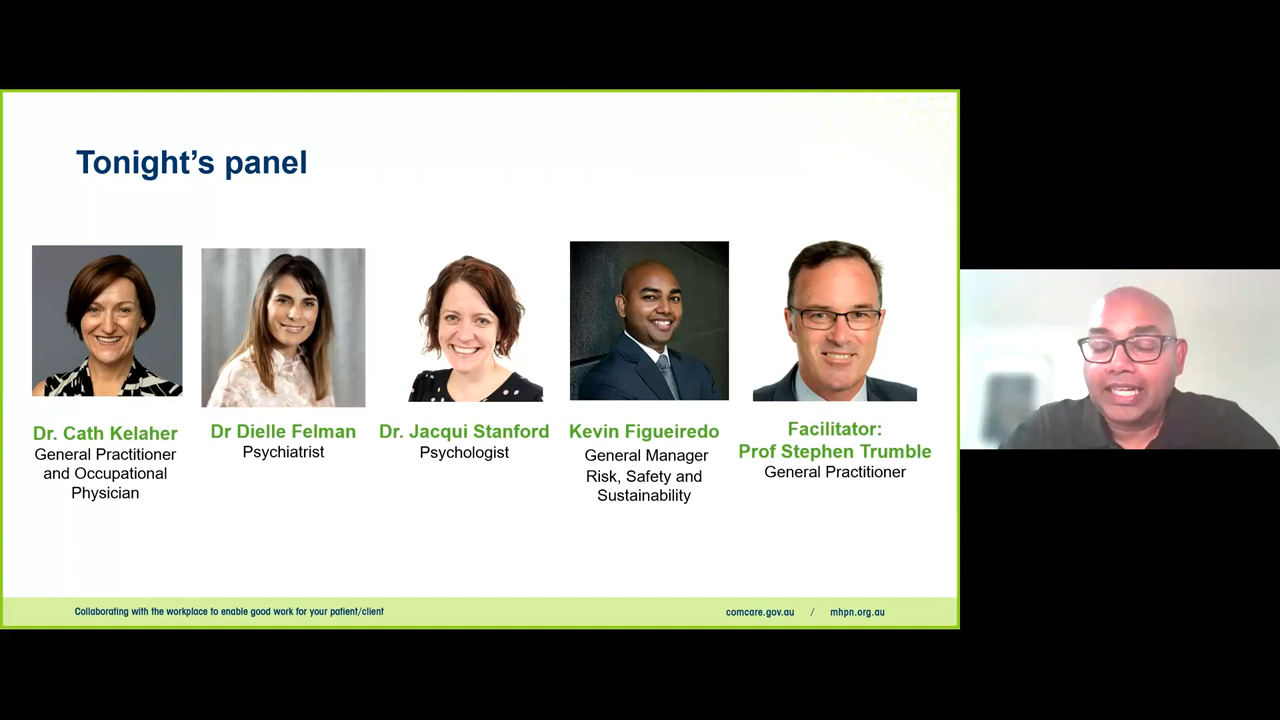 Tonight's panel
Dr. Cath Kelaher
General Practitioner
and Occupational
Physician
Dr Dielle Felman
Psychiatrist
Dr. Jacqui Stanford
Psychologist
Kevin Figueiredo
General Manager
Risk, Safety and
Sustainability
Facilitator:
Prof Stephen Trumble
General Practitioner
Collaborating with the workplace to enable good work for your patient/client
comcare.gov.au / mhpn.org.au